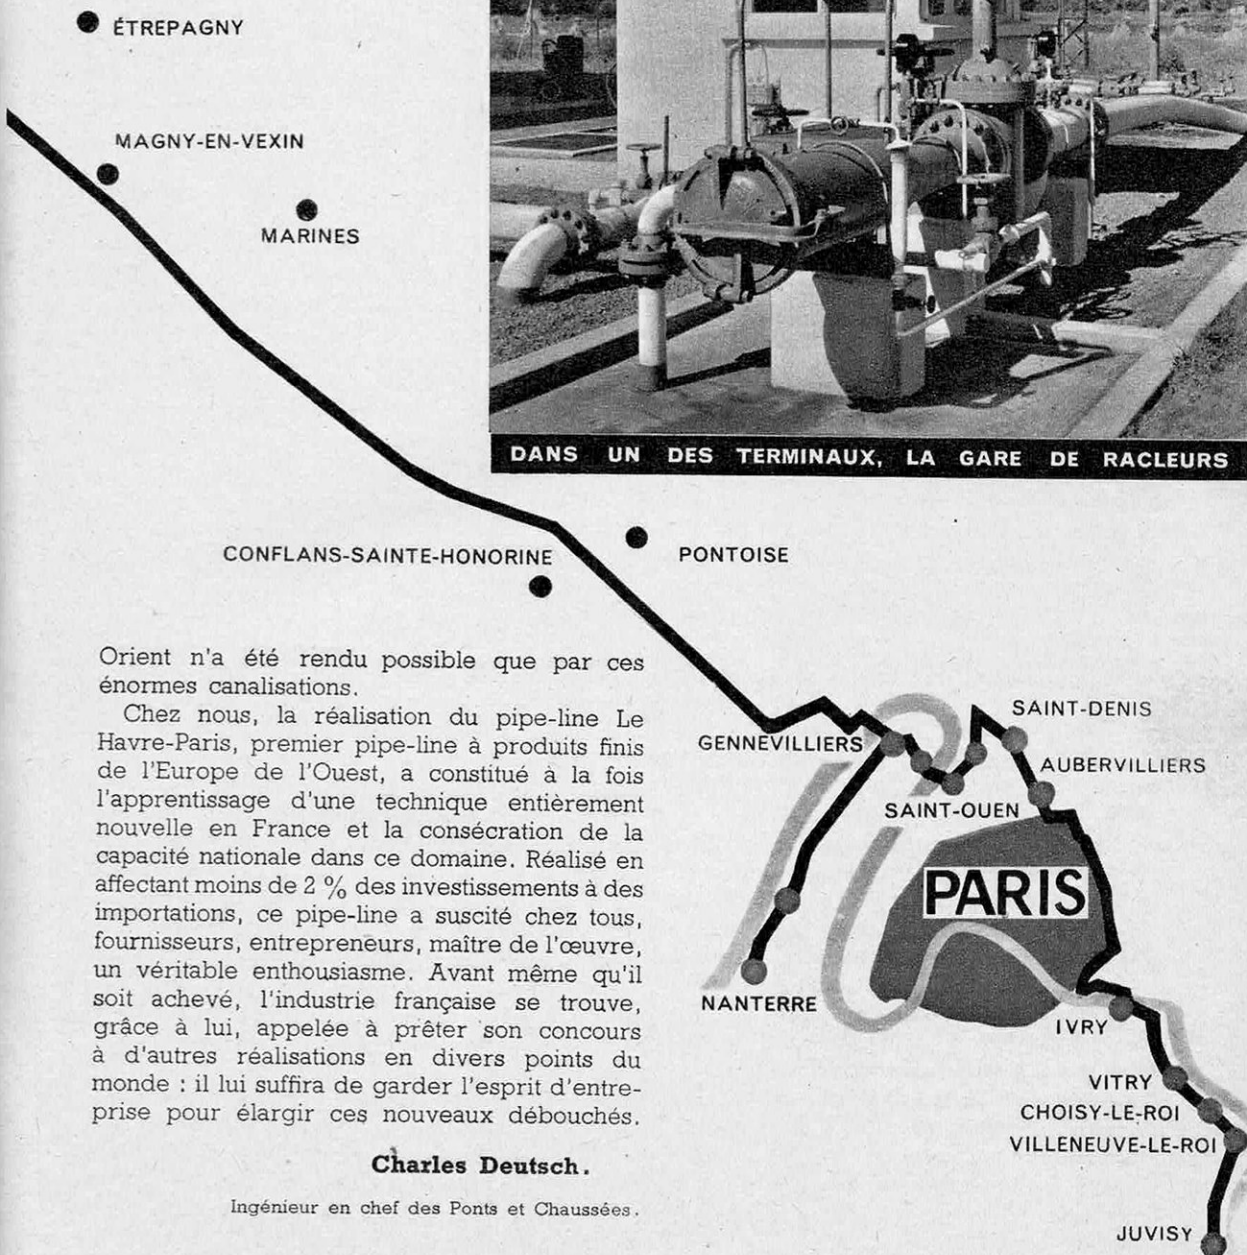 ÉTREPAGNY
MAGNY-EN-VEXIN
MARINES
DANS UN DES TERMINAUX, LA GARE DE RACLEURS
CONFLANS-SAINTE-HONORINE
PONTOISE
Orient n'a été rendu possible que par ces
énormes canalisations.
Chez nous, la réalisation du pipe-line Le
Havre-Paris, premier pipe-line à produits finis
de l'Europe de l'Ouest, a constitué à la fois
l'apprentissage d'une technique entièrement
nouvelle en France et la consécration de la
capacité nationale dans ce domaine. Réalisé en
affectant moins de 2 % des investissements à des
importations, ce pipe-line a suscité chez tous,
fournisseurs, entrepreneurs, maître de l'œuvre,
un véritable enthousiasme. Avant même qu'il
soit achevé, l'industrie française se trouve,
grâce à lui, appelée à prêter son concours
à d'autres réalisations en divers points du
monde : il lui suffira de garder l'esprit d'entre-
prise pour élargir ces nouveaux débouchés.
Charles Deutsch.
Ingénieur en chef des Ponts et Chaussées.
SAINT-DENIS
GENNEVILLIERS
AUBERVILLIERS
SAINT-OUEN
PARIS
NANTERRE
IVRY
VITRY
CHOISY-LE-ROI
VILLENEUVE-LE-ROI
JUVISY